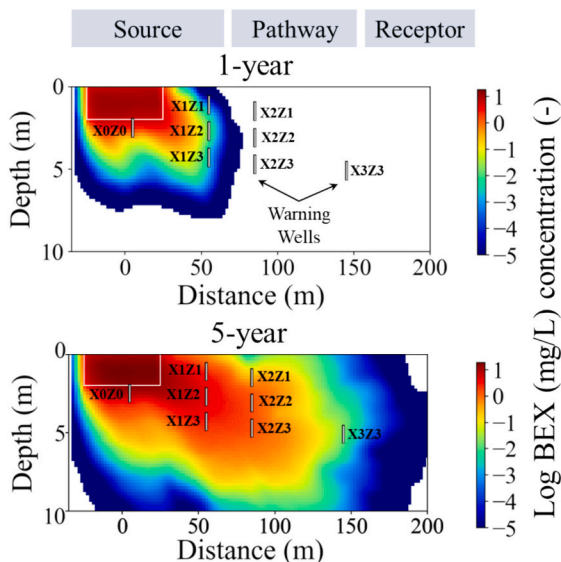 Source Pathway Receptor
1-year
0
5
10
Depth (m)
X0Z0
X1Z1
X1Z2
X1Z3
X2Z1
X2Z2
X2Z3
X3Z3
Warning
Wells
0 50 100 150 200
Distance (m)
1
0
−1
−2
−3
−4
−5
5-year
0
5
10
Depth (m)
X0Z0
X1Z1
X1Z2
X1Z3
X2Z1
X2Z2
X2Z3
X3Z3
0 50 100 150 200
Distance (m)
1
0
−1
−2
−3
−4
−5
Log BEX (mg/L) concentration (-)